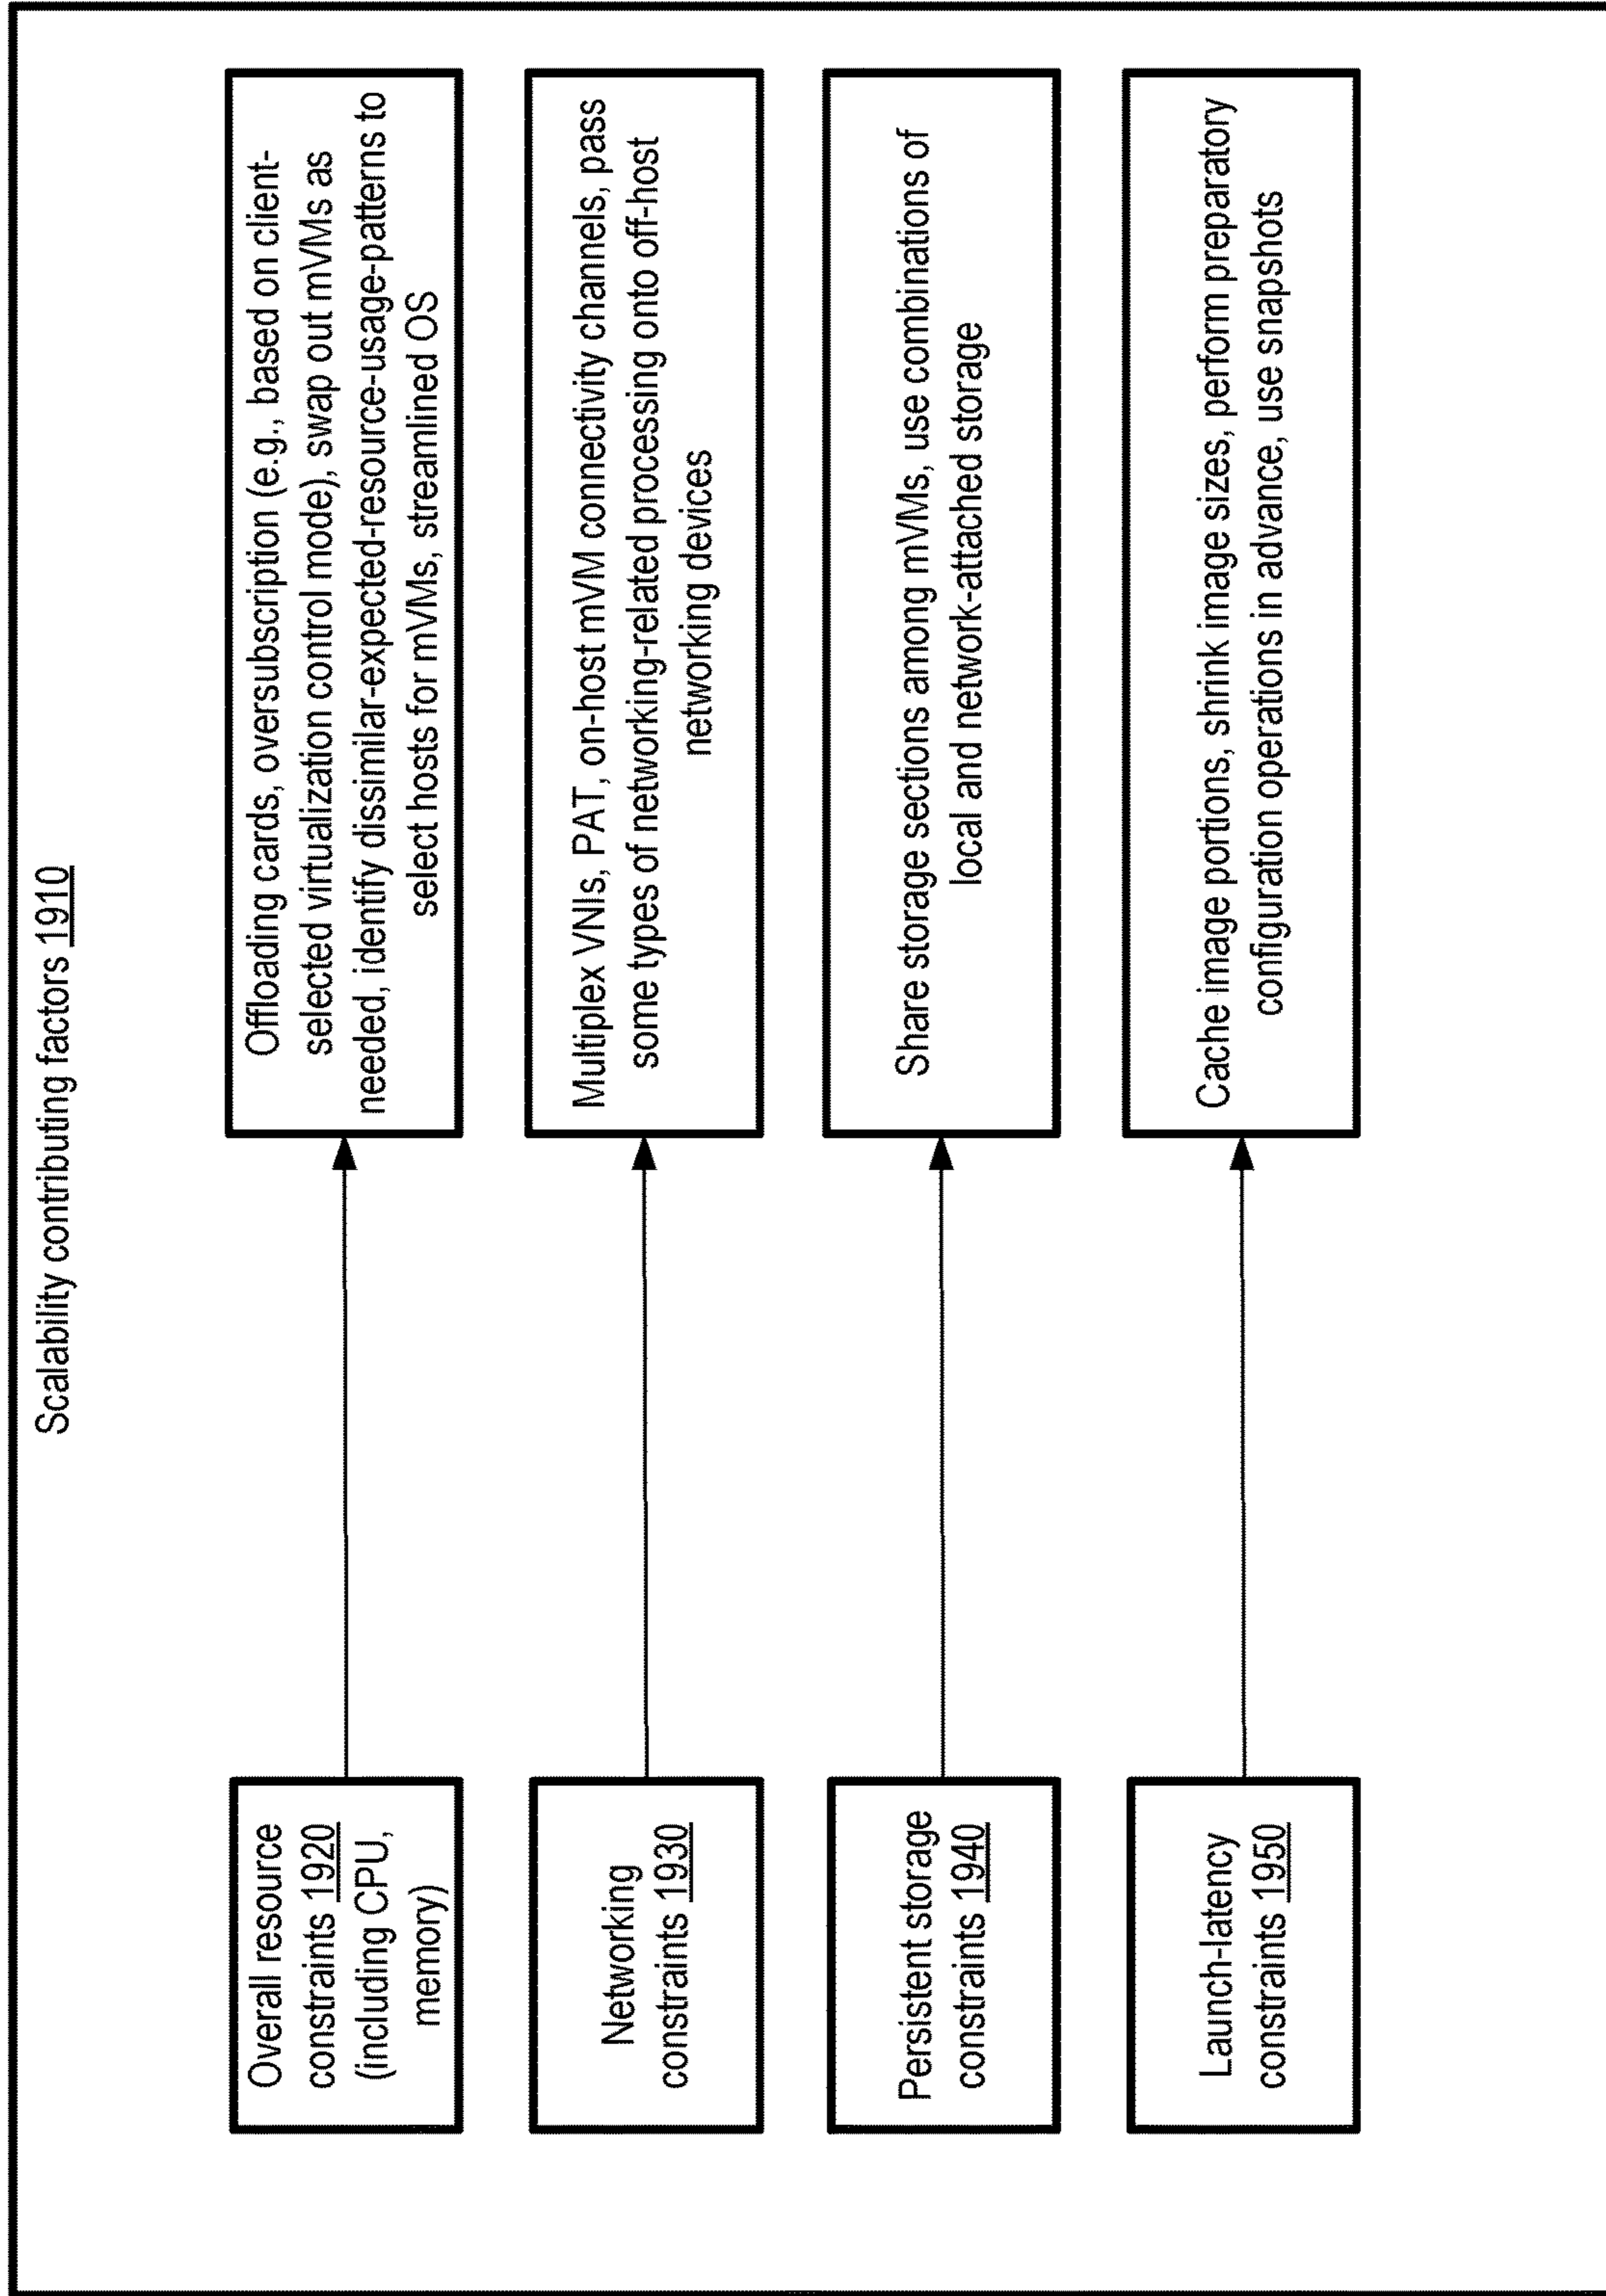 Scalability contributing factors 1910
Overall resource
constraints 1920
(including CPU,
memory)
Offloading cards, oversubscription (e.g., based on client-
selected virtualization control mode), swap out mVMs as
needed, identify dissimilar-expected-resource-usage-patterns to
select hosts for mVMs, streamlined OS
Networking
constraints 1930
Multiplex VNIs, PAT, on-host mVM connectivity channels, pass
some types of networking-related processing onto off-host
networking devices
Persistent storage
constraints 1940
Share storage sections among mVMs, use combinations of
local and network-attached storage
Launch-latency
constraints 1950
Cache image portions, shrink image sizes, perform preparatory
configuration operations in advance, use snapshots